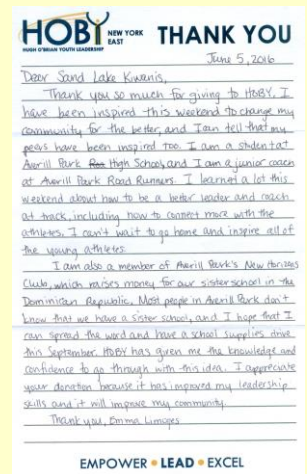 HOBY NEW YORK EAST THANK YOU
HUGH O'BRIAN YOUTH LEADERSHIP
June 5, 2016
Dear Sand Lake Kiwanis,
Thank you so much for giving to HOBY. I
have been inspired this weekend to change my
community for the better, and I can tell that my
peers have been inspired too. I am a student at
Averill Park High School, and I am a junior coach
at Averill Park Road Runners. I learned a lot this
weekend about how to be a better leader and coach
at track, including how to connect more with the
athletes. I can't wait to go home and inspire all of
the young athletes.
I am also a member of Averill Park's New Horizons
Club, which raises money for our sister school in the
Dominican Republic. Most people in Averill Park don't
know that we have a sister school, and I hope that I
can spread the word and have a school supplies drive
this September. HOBY has given me the knowledge and
confidence to go through with this idea. I appreciate
your donation because it has improved my leadership
skills and it will improve my community.
Thank you, Emma Limoges
EMPOWER • LEAD • EXCEL